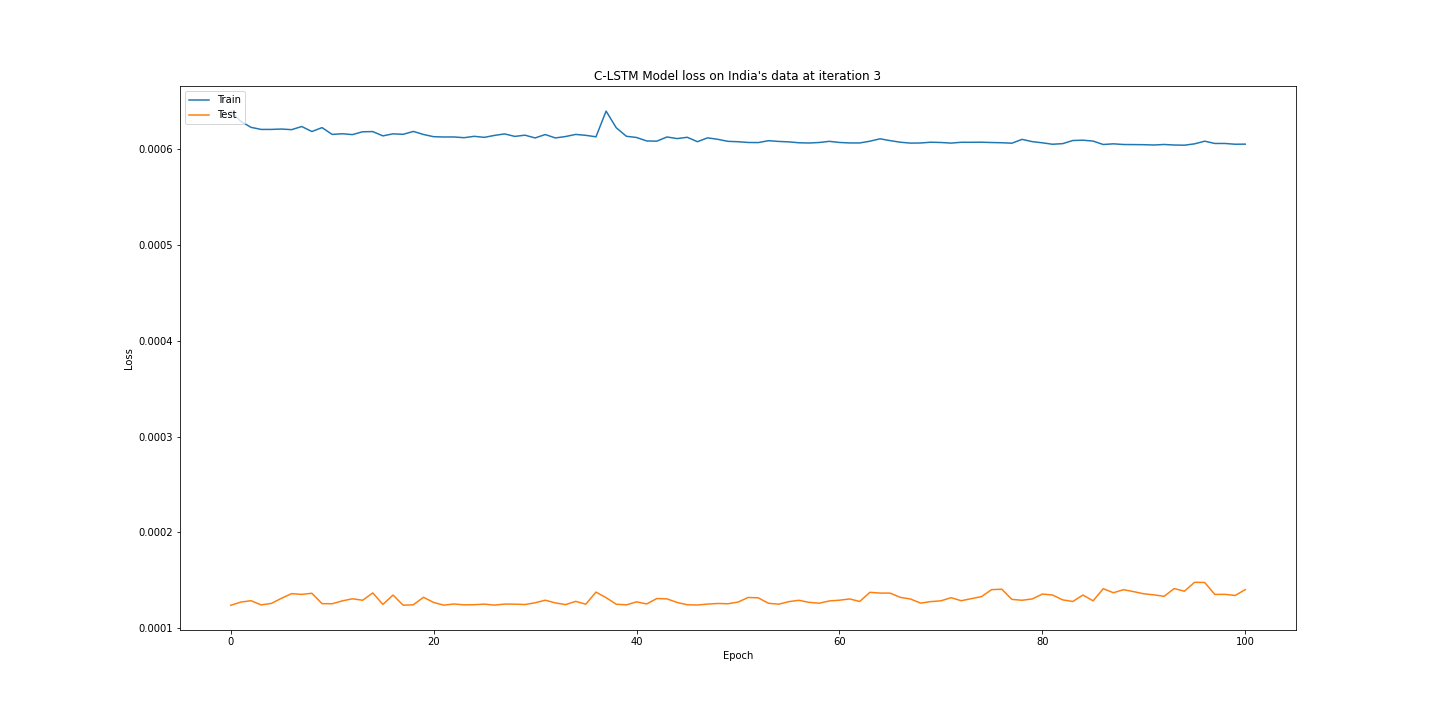 C-LSTM Model loss on India's data at iteration 3
Train
Test
0.0006
0.0005
0.0004
0.0003
0.0002
0.0001
Loss
0 20 40 60 80 100
Epoch